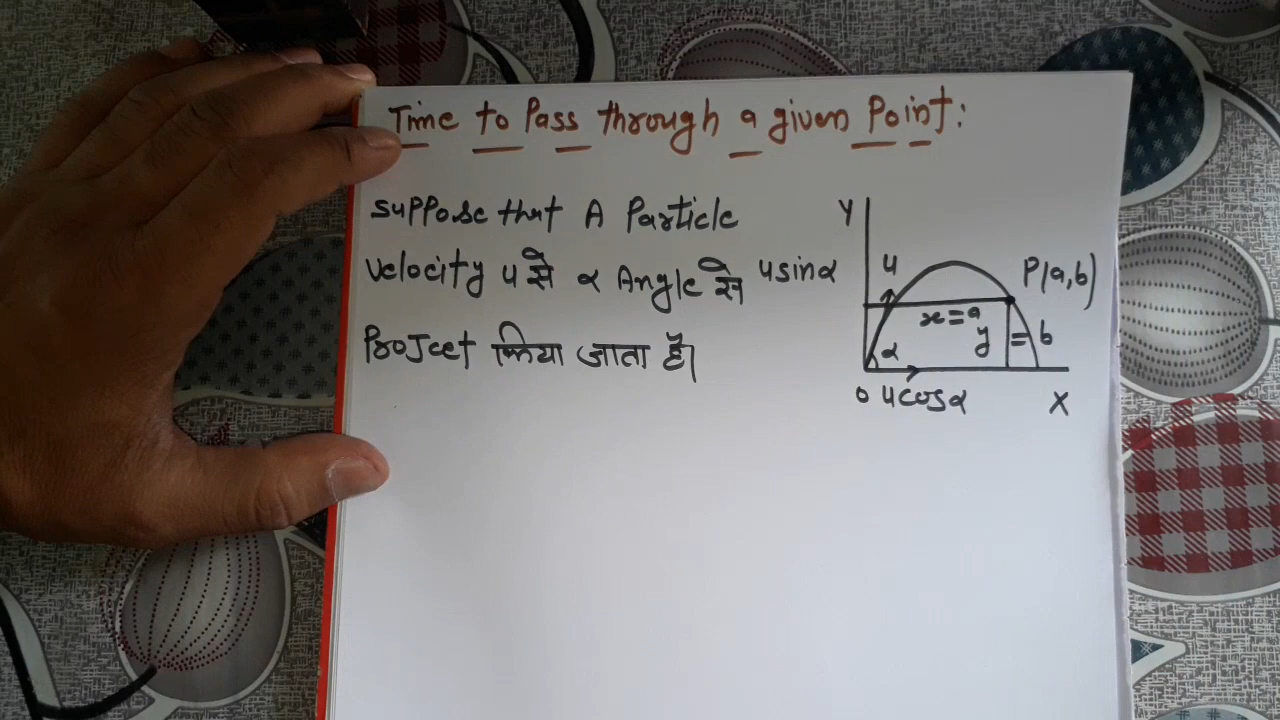 Time to Pass through a given Point:
Suppose that A Particle
Velocity u से α Angle से
Project किया जाता है।
Y
u
usinα
P(a,b)
x=a
y = b
α
O ucosα
X